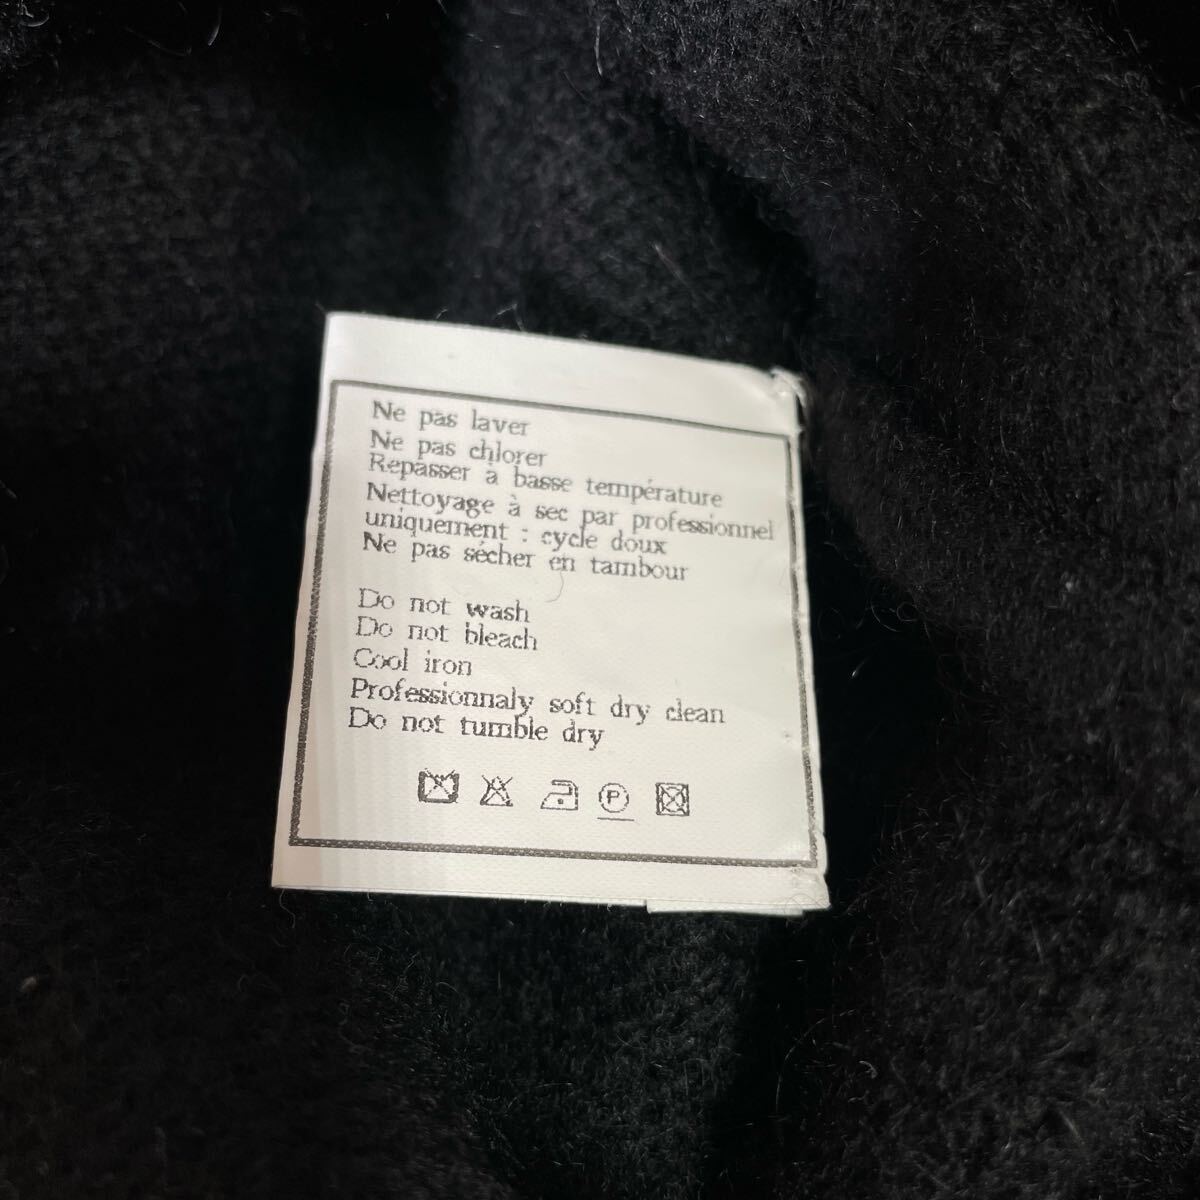 Ne pas laver
Ne pas chlorer
Repasser à basse température
Nettoyage à sec par professionnel
uniquement : cycle doux
Ne pas sécher en tambour
Do not wash
Do not bleach
Cool iron
Professionnaly soft dry clean
Do not tumble dry
P